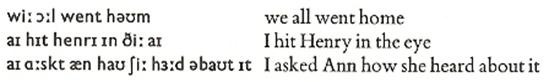 wiː ɔːl went həʊm we all went home
aɪ hɪt henrɪ ɪn ðiː aɪ I hit Henry in the eye
aɪ ɑːskt æn haʊ ʃiː hɜːd əbaʊt ɪt I asked Ann how she heard about it